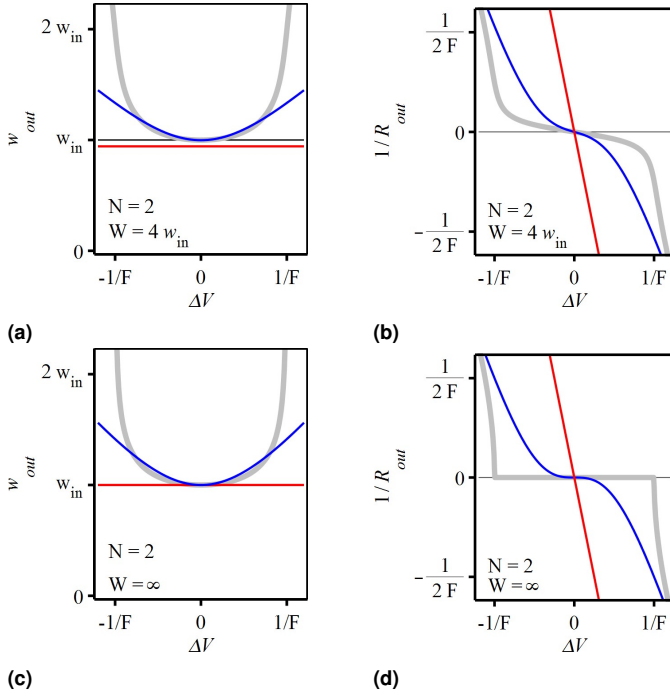 2 w_in
w_in
0
w_out
N = 2
W = 4 w_in
-1/F 0 1/F
ΔV
(a)
1
2 F
0
1
2 F
-
1 / R_out
N = 2
W = 4 w_in
-1/F 0 1/F
ΔV
(b)
2 w_in
w_in
0
w_out
N = 2
W = ∞
-1/F 0 1/F
ΔV
(c)
1
2 F
0
1
2 F
-
1 / R_out
N = 2
W = ∞
-1/F 0 1/F
ΔV
(d)